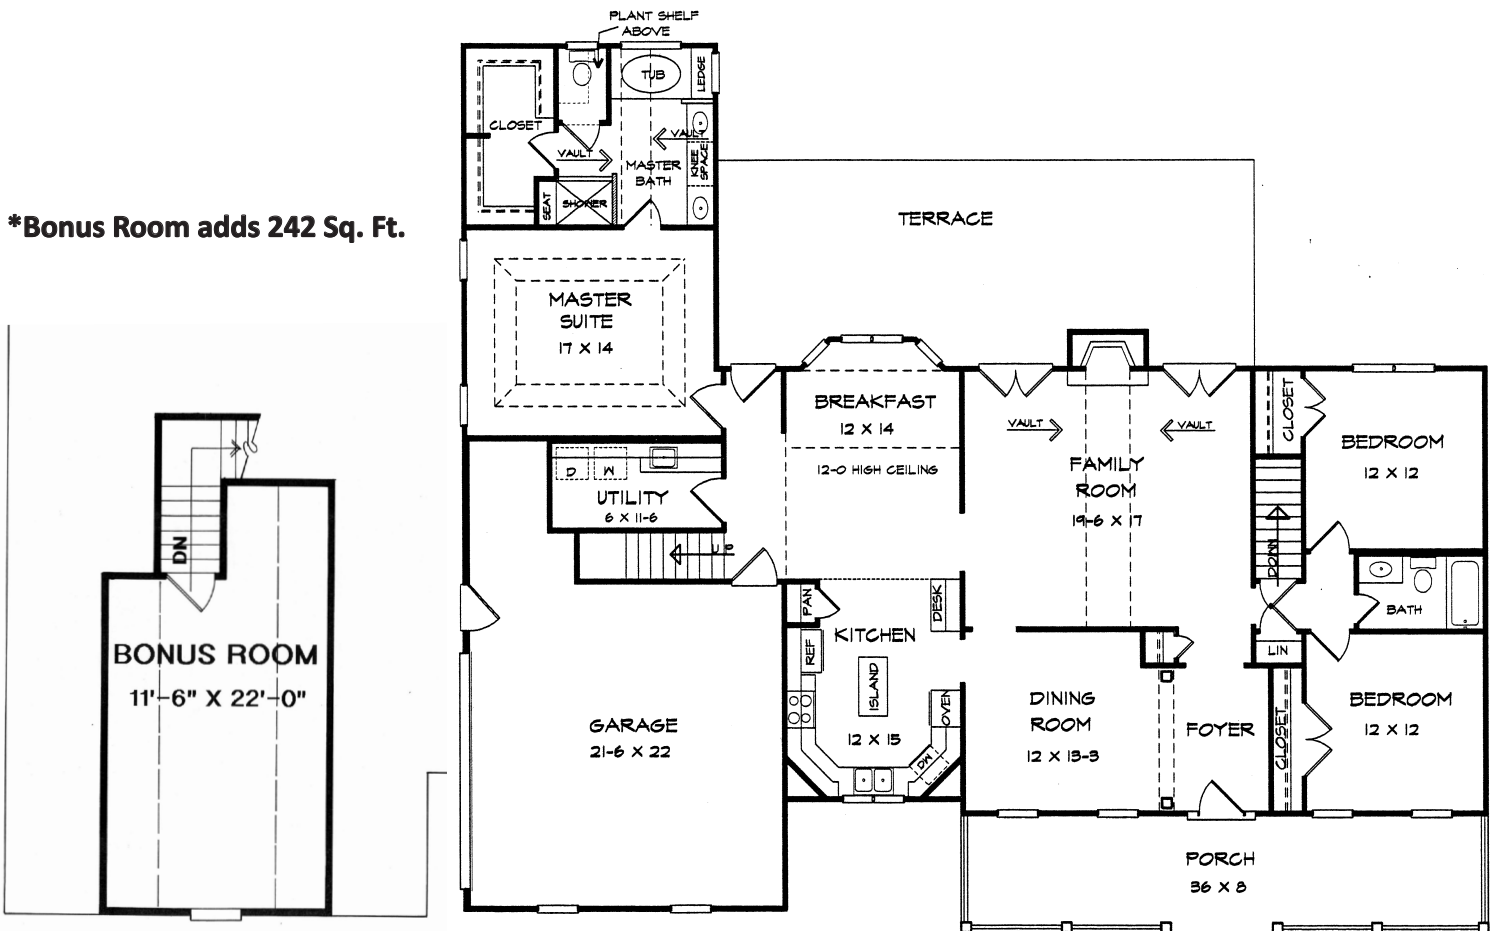 PLANT SHELF
ABOVE
TUB
LEDGE
CLOSET
VAULT
VAULT
MASTER
BATH
KNEE
SPACE
SEAT
SHOWER
*Bonus Room adds 242 Sq. Ft.
TERRACE
MASTER
SUITE
17 X 14
BREAKFAST
12 X 14
12-0 HIGH CEILING
VAULT
VAULT
FAMILY
ROOM
19-6 X 17
CLOSET
BEDROOM
12 X 12
D
W
UTILITY
6 X 11-6
DOWN
BATH
LIN
DN
BONUS ROOM
11'-6" X 22'-0"
PAN
DESK
KITCHEN
REF
ISLAND
OVEN
12 X 15
DW
GARAGE
21-6 X 22
DINING
ROOM
12 X 13-3
FOYER
CLOSET
BEDROOM
12 X 12
PORCH
36 X 8